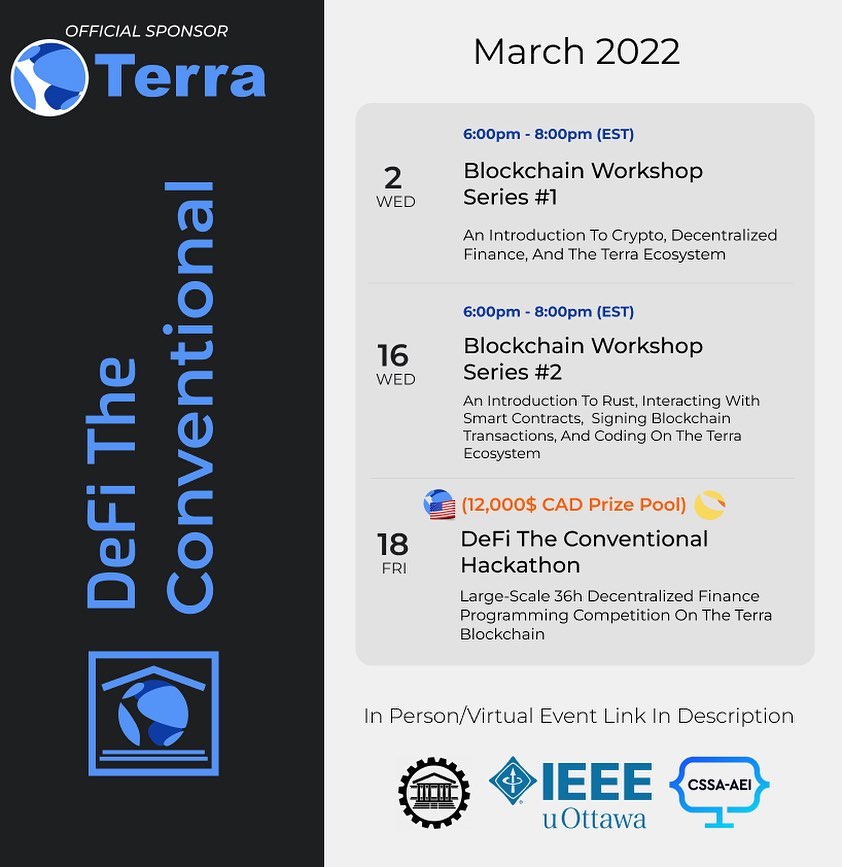 OFFICIAL SPONSOR
Terra
DeFi The
Conventional
March 2022
6:00pm - 8:00pm (EST)
2
WED
Blockchain Workshop
Series #1
An Introduction To Crypto, Decentralized
Finance, And The Terra Ecosystem
6:00pm - 8:00pm (EST)
16
WED
Blockchain Workshop
Series #2
An Introduction To Rust, Interacting With
Smart Contracts, Signing Blockchain
Transactions, And Coding On The Terra
Ecosystem
(12,000$ CAD Prize Pool)
18
FRI
DeFi The Conventional
Hackathon
Large-Scale 36h Decentralized Finance
Programming Competition On The Terra
Blockchain
In Person/Virtual Event Link In Description
IEEE
uOttawa
CSSA-AEI